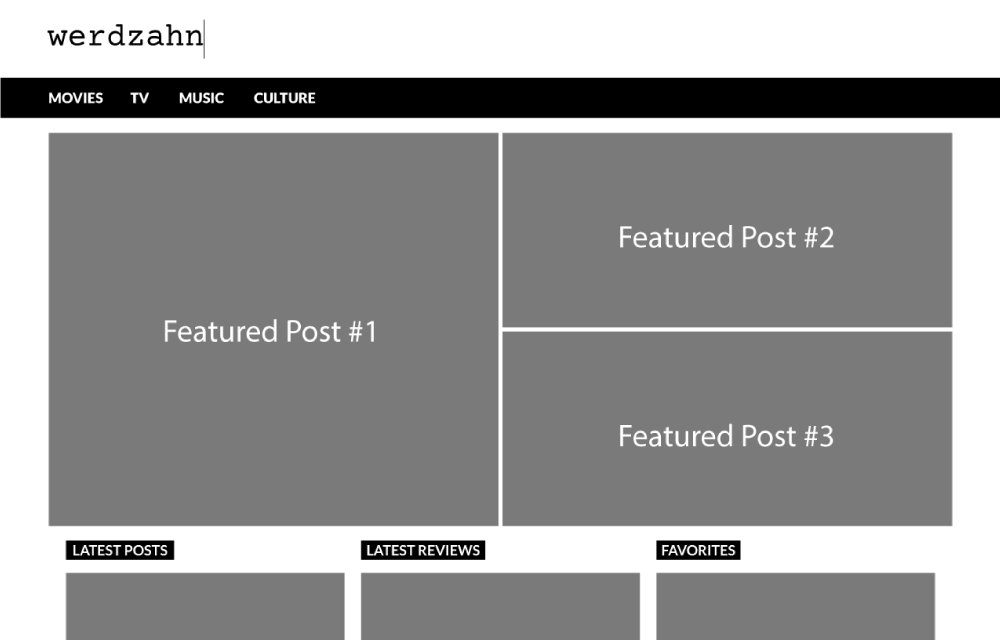 werdzahn
MOVIES TV MUSIC CULTURE
Featured Post #1
Featured Post #2
Featured Post #3
LATEST POSTS LATEST REVIEWS FAVORITES